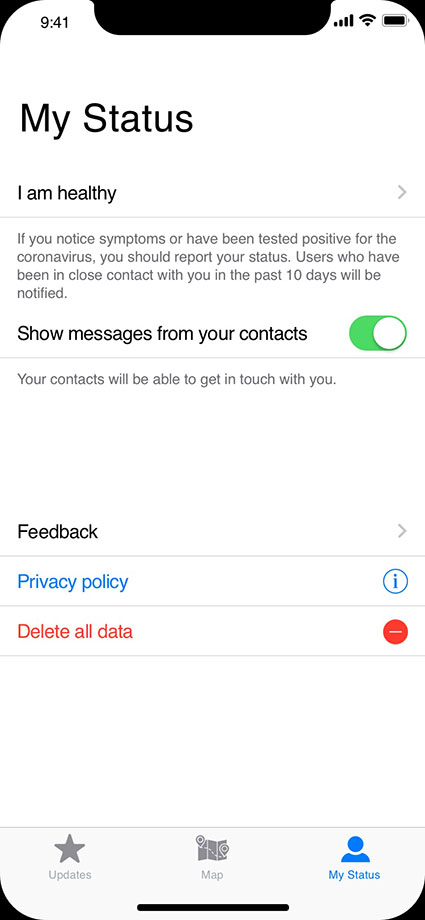 9:41
My Status
I am healthy
If you notice symptoms or have been tested positive for the
coronavirus, you should report your status. Users who have
been in close contact with you in the past 10 days will be
notified.
Show messages from your contacts
Your contacts will be able to get in touch with you.
Feedback
Privacy policy
Delete all data
Updates
Map
My Status